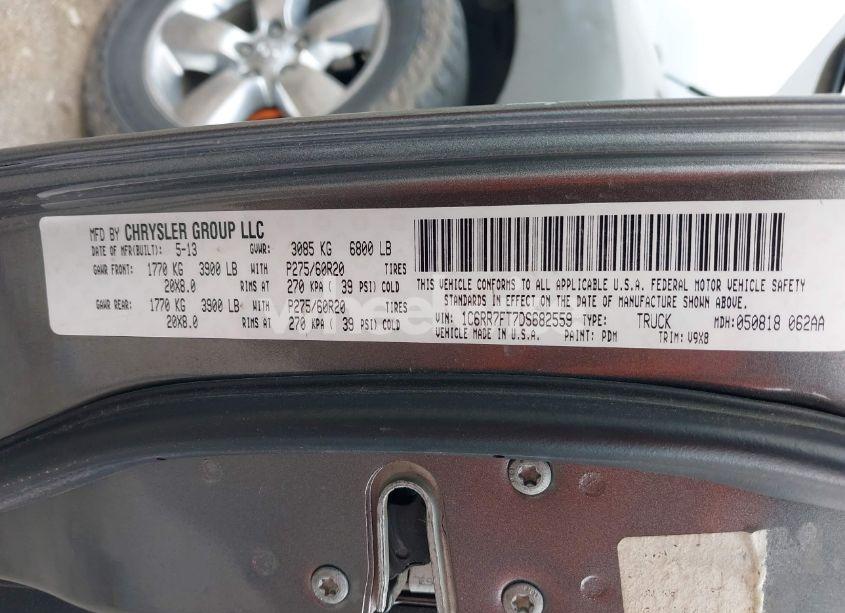 MFD BY CHRYSLER GROUP LLC
DATE OF MFR(BUILT): 5-13 GVWR: 3085 KG 6800 LB
GAWR FRONT: 1770 KG 3900 LB WITH P275/60R20 TIRES
20X8.0 RIMS AT 270 KPA ( 39 PSI) COLD
GAWR REAR: 1770 KG 3900 LB WITH P275/60R20 TIRES
20X8.0 RIMS AT 270 KPA ( 39 PSI) COLD
THIS VEHICLE CONFORMS TO ALL APPLICABLE U.S.A. FEDERAL MOTOR VEHICLE SAFETY
STANDARDS IN EFFECT ON THE DATE OF MANUFACTURE SHOWN ABOVE.
VIN: 1C6RR7FT7DS682559 TYPE: TRUCK MDH:050818 062AA
VEHICLE MADE IN U.S.A. PAINT: PDM TRIM: V9X8